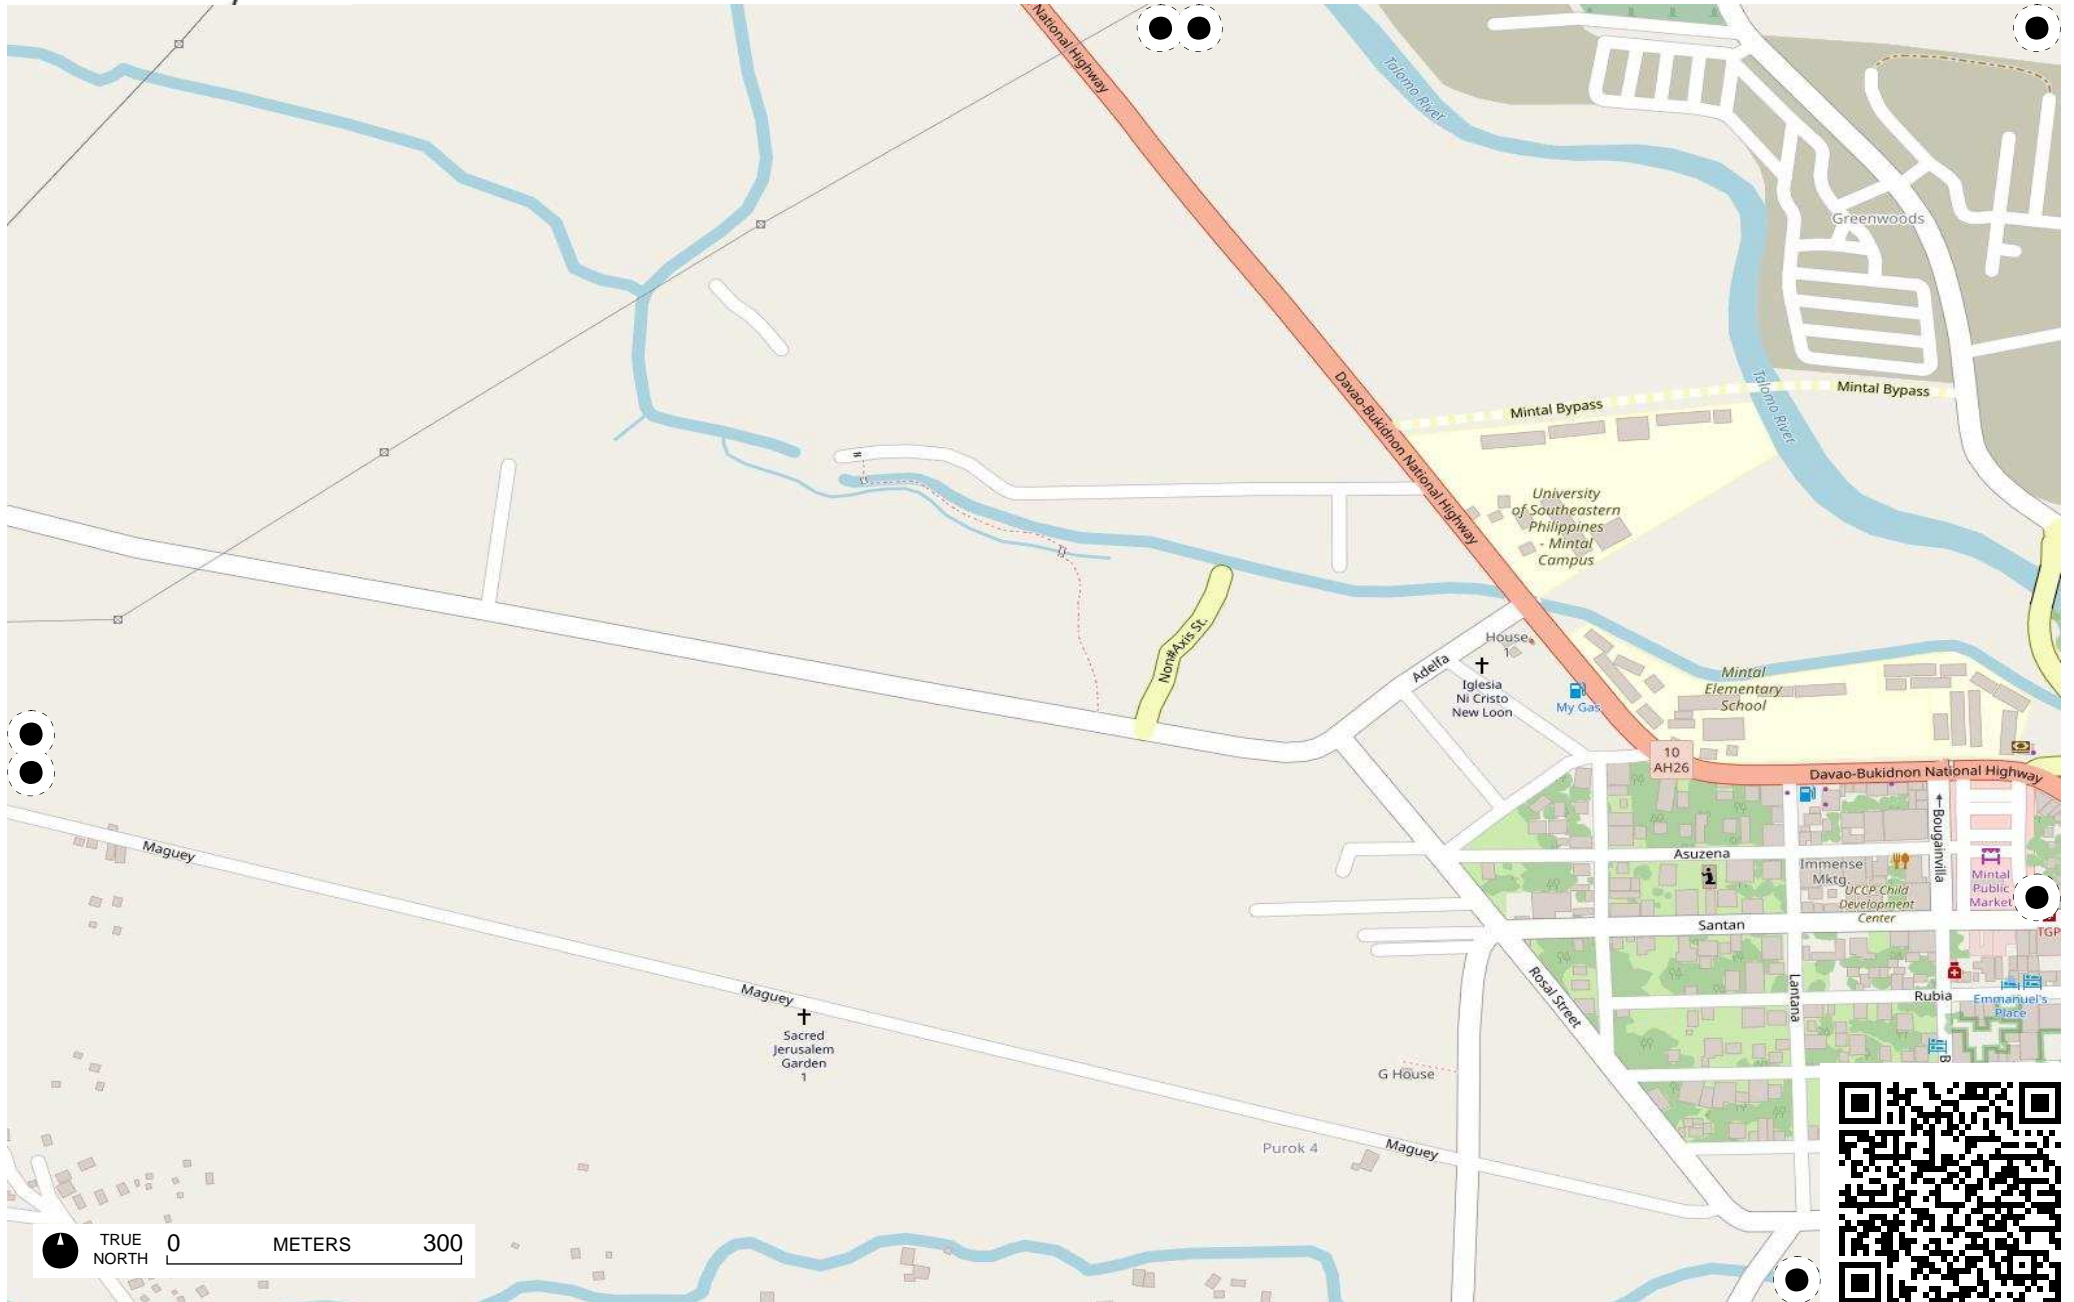 National Highway
Talomo River
Greenwoods
Davao-Bukidnon National Highway
Mintal Bypass
Mintal Bypass
Talomo River
University
of Southeastern
Philippines
- Mintal
Campus
Non#Axis St.
House
1
Adelfa
Iglesia
Ni Cristo
New Loon
My Gas
Mintal
Elementary
School
10
AH26
Davao-Bukidnon National Highway
Bougainvilla
Maguey
Asuzena
Immense
Mktg.
UCCP Child
Development
Center
Mintal
Public
Market
Santan
TGP
Maguey
Rosal Street
Lantana
Rubia
Emmanuel's
Place
Sacred
Jerusalem
Garden
1
B
G House
Purok 4
Maguey
TRUE
NORTH
0 METERS 300